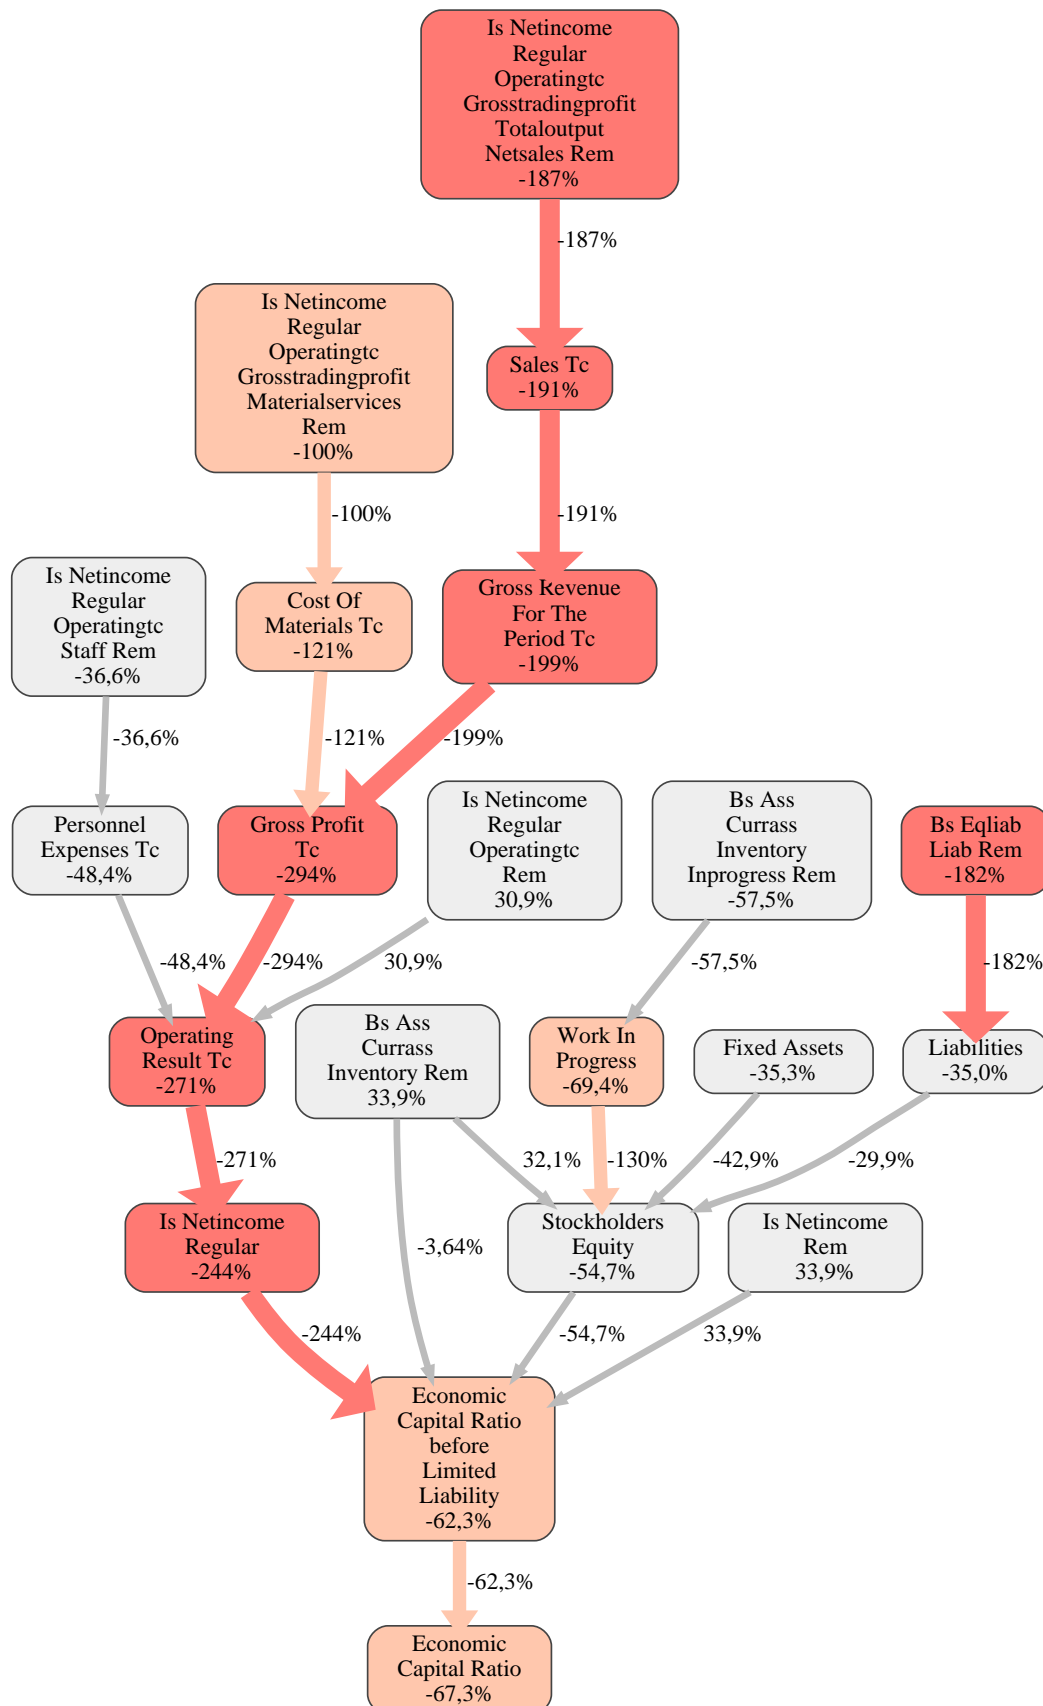 Is Netincome
Regular
Operatingtc
Grosstradingprofit
Totaloutput
Netsales Rem
-187%
-187%
Is Netincome
Regular
Operatingtc
Grosstradingprofit
Materialservices
Rem
-100%
Sales Tc
-191%
-100%
-191%
Is Netincome
Regular
Operatingtc
Staff Rem
-36,6%
Cost Of
Materials Tc
-121%
Gross Revenue
For The
Period Tc
-199%
-36,6%
-121%
-199%
Personnel
Expenses Tc
-48,4%
Gross Profit
Tc
-294%
Is Netincome
Regular
Operatingtc
Rem
30,9%
Bs Ass
Currass
Inventory
Inprogress Rem
-57,5%
Bs Eqliab
Liab Rem
-182%
-48,4%
-294%
30,9%
-57,5%
-182%
Operating
Result Tc
-271%
Bs Ass
Currass
Inventory Rem
33,9%
Work In
Progress
-69,4%
Fixed Assets
-35,3%
Liabilities
-35,0%
-271%
32,1%
-130%
-42,9%
-29,9%
Is Netincome
Regular
-244%
-3,64%
Stockholders
Equity
-54,7%
Is Netincome
Rem
33,9%
-244%
-54,7%
33,9%
Economic
Capital Ratio
before
Limited
Liability
-62,3%
-62,3%
Economic
Capital Ratio
-67,3%